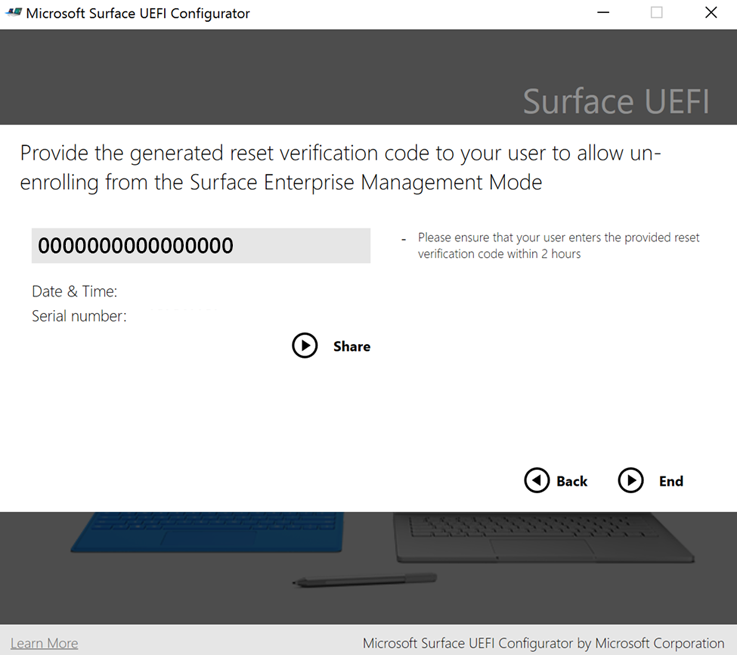 Microsoft Surface UEFI Configurator
Surface UEFI
Provide the generated reset verification code to your user to allow un-
enrolling from the Surface Enterprise Management Mode
0000000000000000
- Please ensure that your user enters the provided reset
verification code within 2 hours
Date & Time:
Serial number:
Share
Back
End
Learn More
Microsoft Surface UEFI Configurator by Microsoft Corporation